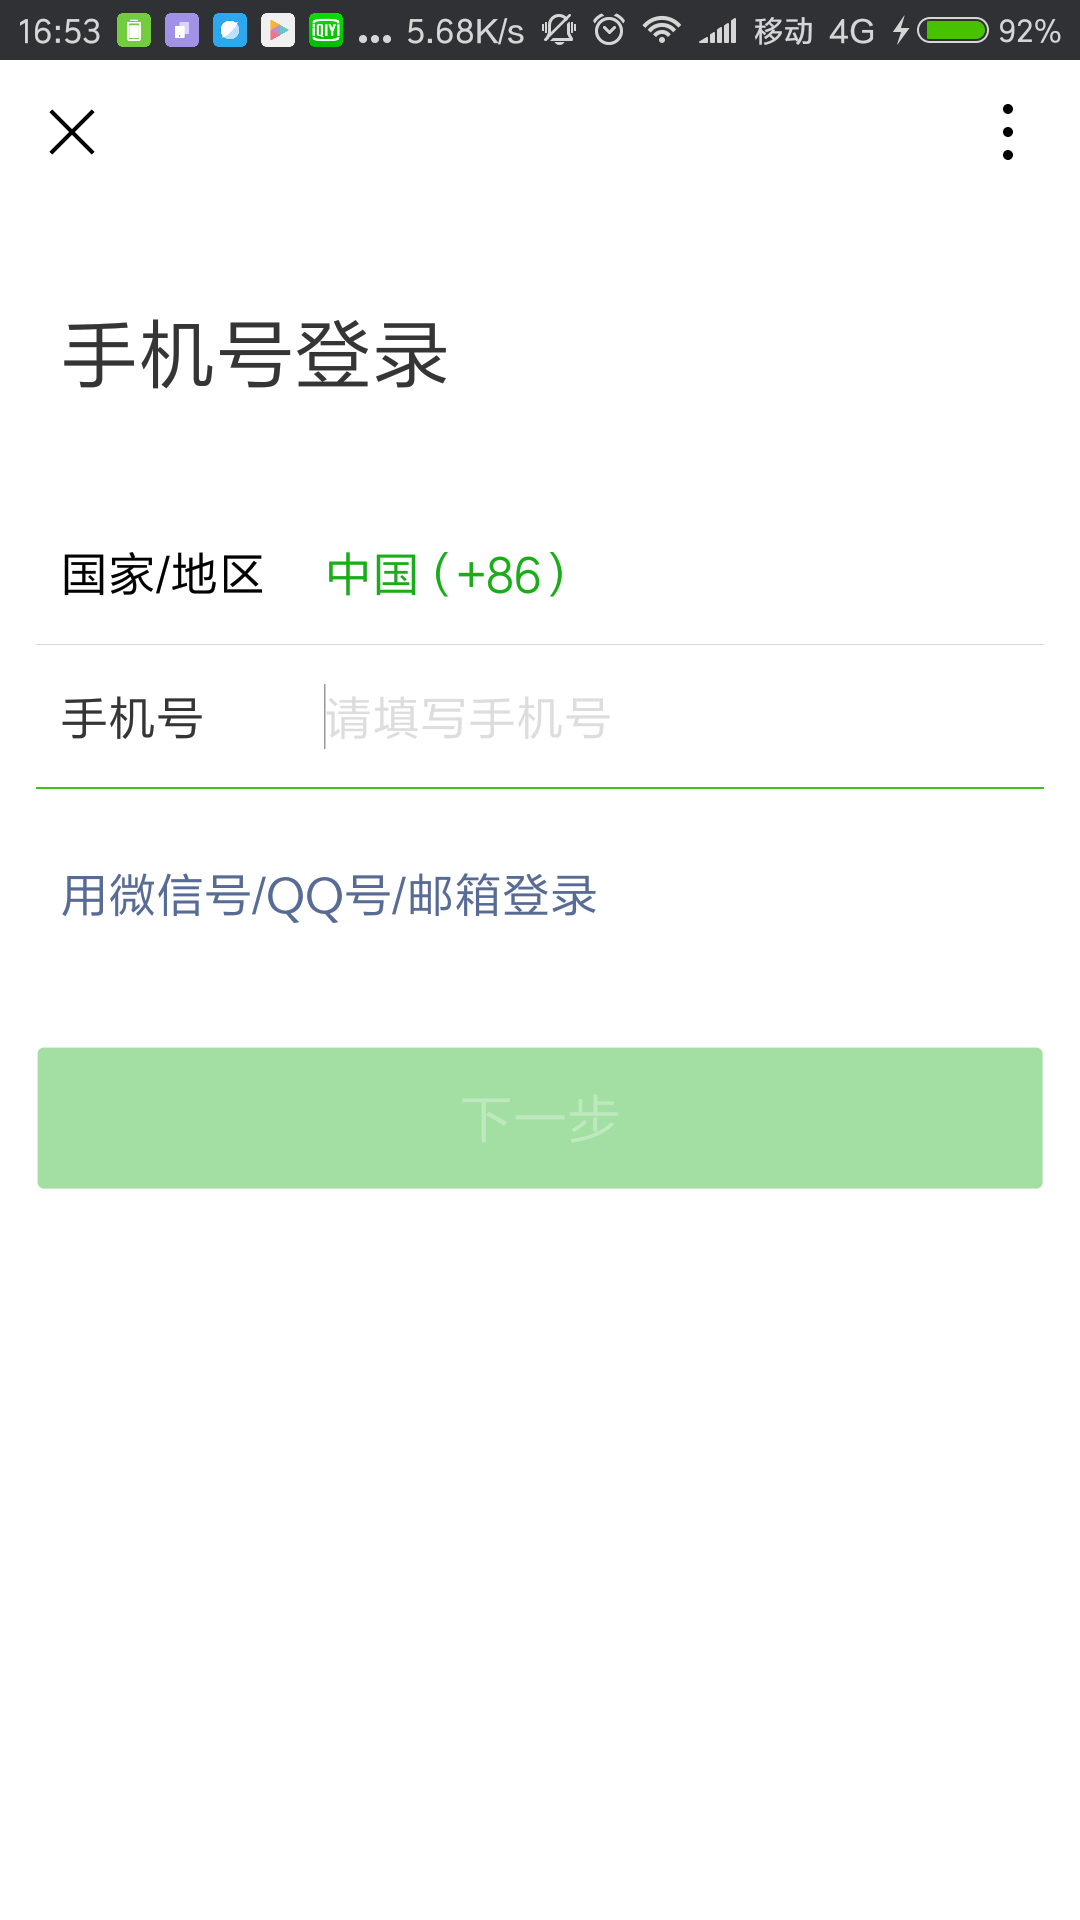 16:53 iQIYI ... 5.68K/s 移动 4G 92%
手机号登录
国家/地区 中国（+86）
手机号 请填写手机号
用微信号/QQ号/邮箱登录
下一步